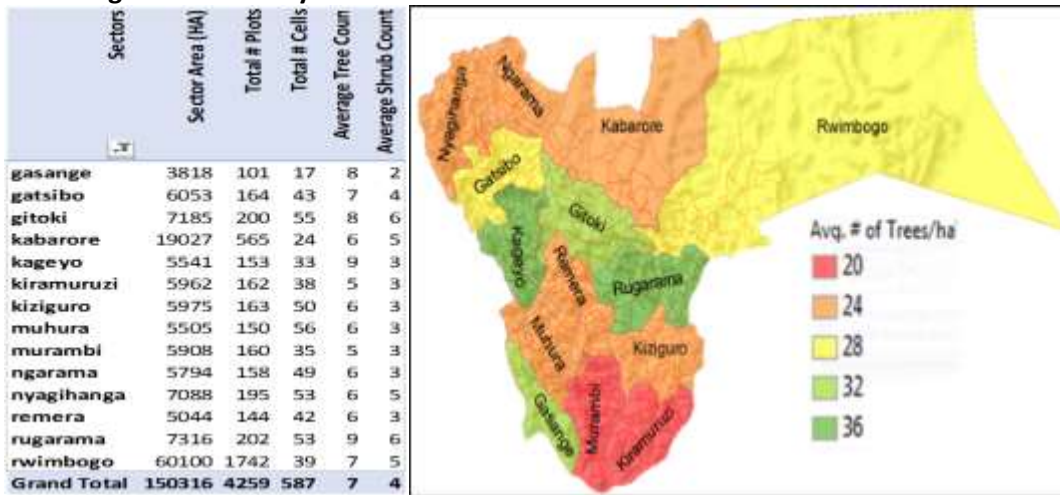 Sectors	Sector Area (HA)	Total # Plots	Total # Cells	Average Tree Coun	Average Shrub Count
gasange	3818	101	17	8	2
gatsibo	6053	164	43	7	4
gitoki	7185	200	55	8	6
kabarore	19027	565	24	6	5
kageyo	5541	153	33	9	3
kiramuruzi	5962	162	38	5	3
kiziguro	5975	163	50	6	3
muhura	5505	150	56	6	3
murambi	5908	160	35	5	3
ngarama	5794	158	49	6	3
nyagihanga	7088	195	53	6	5
remera	5044	144	42	6	3
rugarama	7316	202	53	9	6
rwimbogo	60100	1742	39	7	5
Grand Total	150316	4259	587	7	4
Nyagihanga
Ngarama
Kabarore
Rwimbogo
Gatsibo
Gitoki
Kageyo
Remera
Rugarama
Muhura
Kiziguro
Gasange
Murambi
Kiramuruzi
Avg. # of Trees/ha
20
24
28
32
36